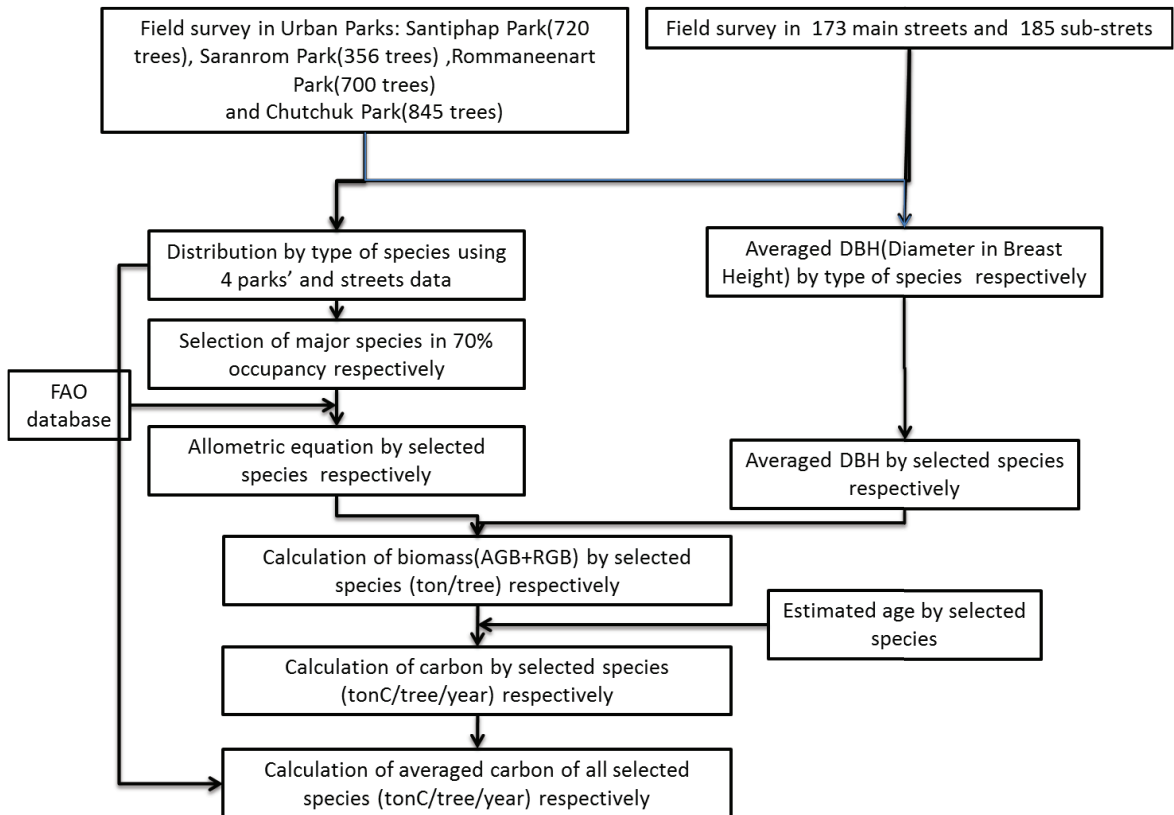 Field survey in Urban Parks: Santiphap Park(720
trees), Saranrom Park(356 trees) ,Rommaneenart
Park(700 trees)
and Chutchuk Park(845 trees)
Field survey in 173 main streets and 185 sub-strets
Distribution by type of species using
4 parks’ and streets data
Averaged DBH(Diameter in Breast
Height) by type of species respectively
Selection of major species in 70%
occupancy respectively
FAO
database
Allometric equation by selected
species respectively
Averaged DBH by selected species
respectively
Calculation of biomass(AGB+RGB) by selected
species (ton/tree) respectively
Estimated age by selected
species
Calculation of carbon by selected species
(tonC/tree/year) respectively
Calculation of averaged carbon of all selected
species (tonC/tree/year) respectively